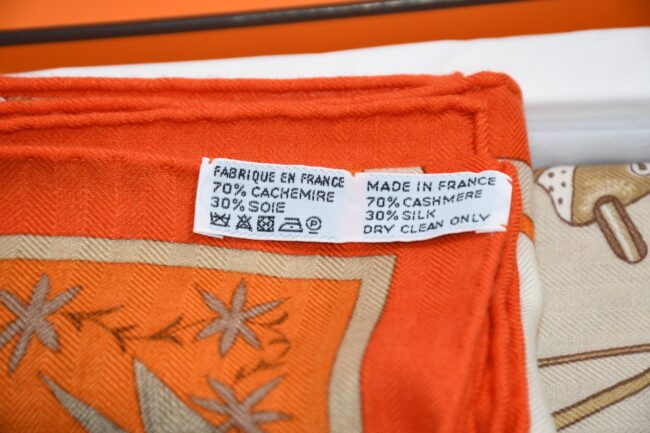 FABRIQUE EN FRANCE
70% CACHEMIRE
30% SOIE
MADE IN FRANCE
70% CASHMERE
30% SILK
DRY CLEAN ONLY